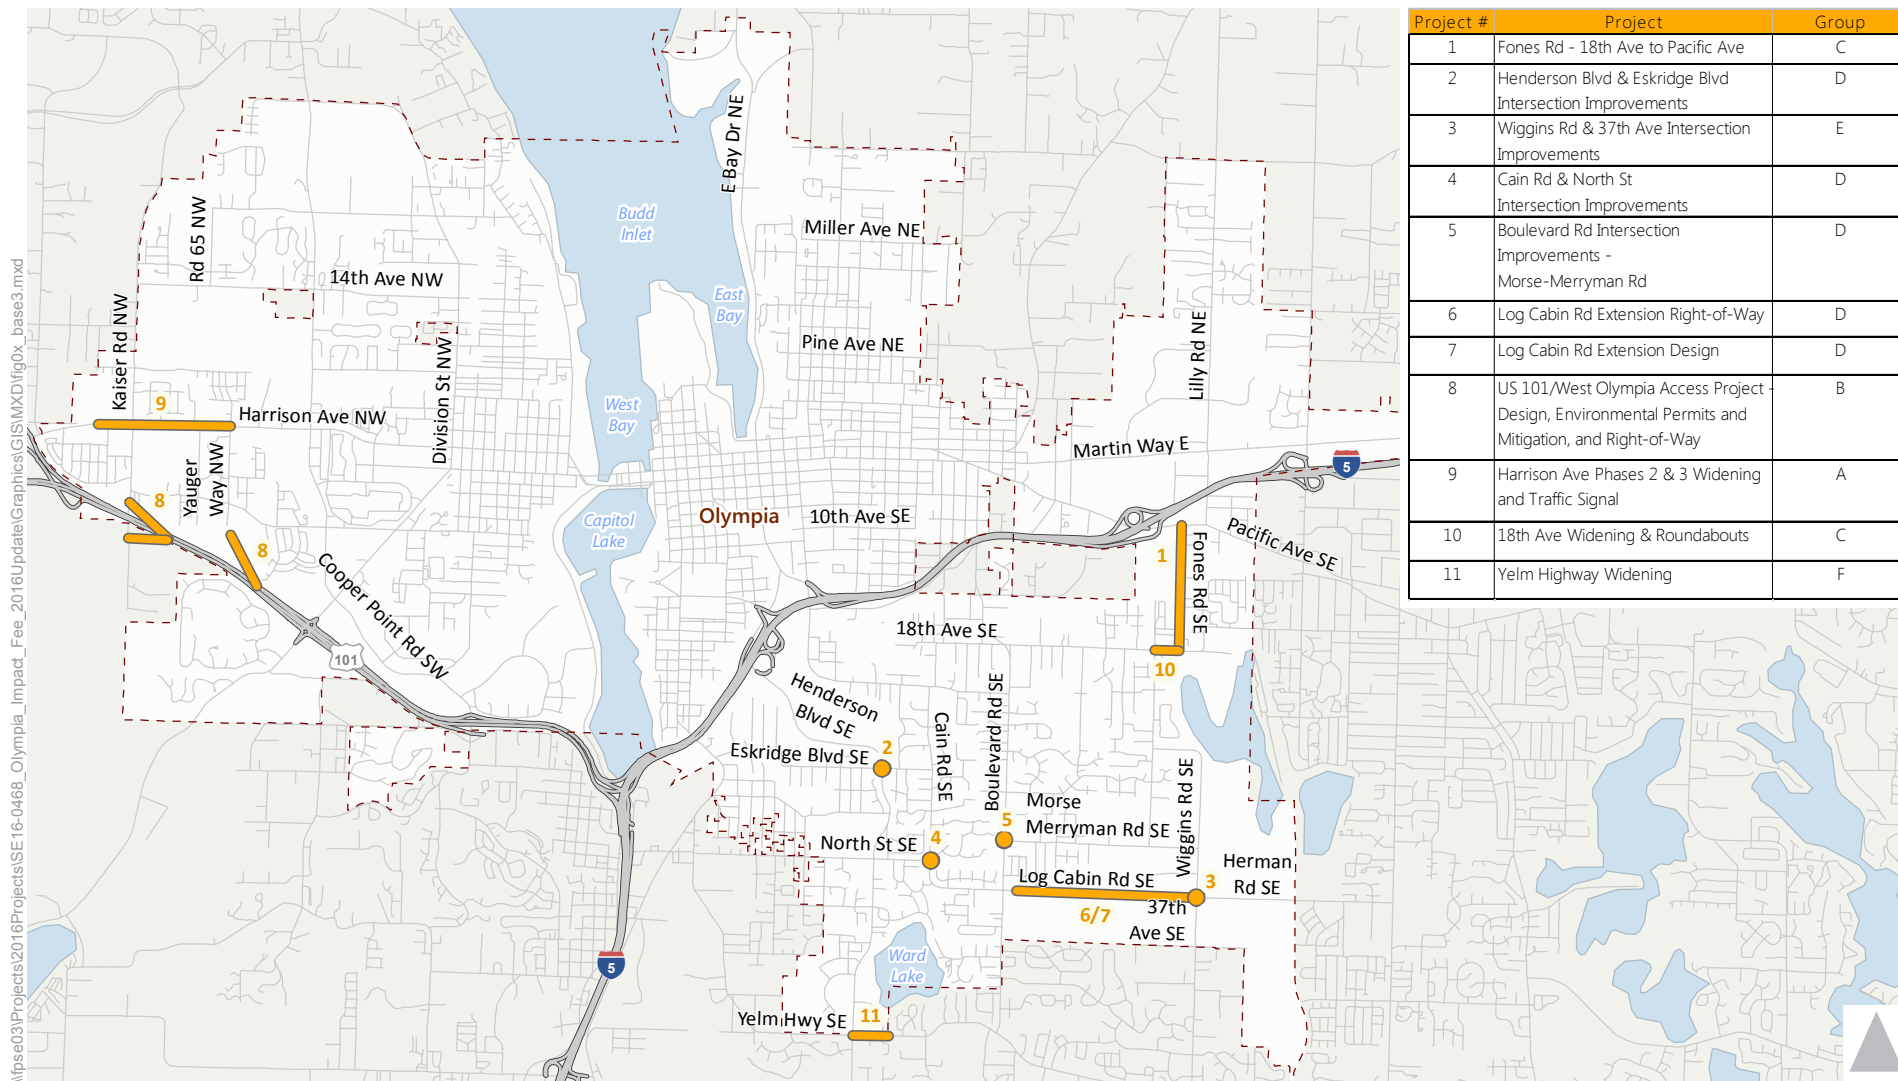 Project # Project Group
1 Fones Rd - 18th Ave to Pacific Ave C
2 Henderson Blvd & Eskridge Blvd D
Intersection Improvements
3 Wiggins Rd & 37th Ave Intersection E
Improvements
4 Cain Rd & North St D
Intersection Improvements
5 Boulevard Rd Intersection D
Improvements -
Morse-Merryman Rd
6 Log Cabin Rd Extension Right-of-Way D
7 Log Cabin Rd Extension Design D
8 US 101/West Olympia Access Project - B
Design, Environmental Permits and
Mitigation, and Right-of-Way
9 Harrison Ave Phases 2 & 3 Widening A
and Traffic Signal
10 18th Ave Widening & Roundabouts C
11 Yelm Highway Widening F
E Bay Dr NE
Rd 65 NW
Budd
Inlet
Miller Ave NE
14th Ave NW
East
Bay
Kaiser Rd NW
Pine Ave NE
Lilly Rd NE
Division St NW
9
Harrison Ave NW
West
Bay
Martin Way E
5
Yauger
Way NW
8
8
Capitol
Lake
Olympia
10th Ave SE
Pacific Ave SE
1
Fones Rd SE
Cooper Point Rd SW
101
18th Ave SE
10
Henderson
Blvd SE
Cain Rd SE
Boulevard Rd SE
Eskridge Blvd SE
2
Wiggins Rd SE
Morse
Merryman Rd SE
5
North St SE
4
Log Cabin Rd SE
3
Herman
Rd SE
6/7
37th
Ave SE
Ward
Lake
5
Yelm Hwy SE
11
\\fpse03\Projects\2016Projects\SE16-0468_Olympia_Impact_Fee_2016Update\Graphics\GIS\MXD\fig0x_base3.mxd